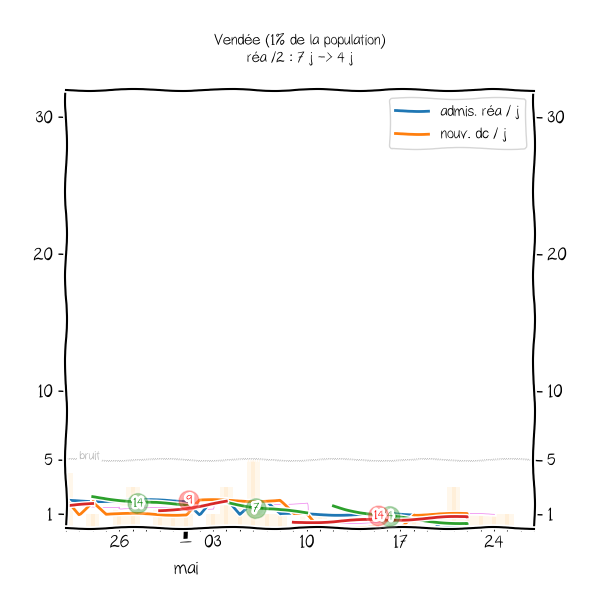 Vendée (1% de la population)
réa /2 : 7 j -> 4 j
admis. réa / j
nouv. dc / j
30 30
20 20
10 10
5 bruit 5
14 9 7 14
1 1
26 1 03 10 17 24
mai